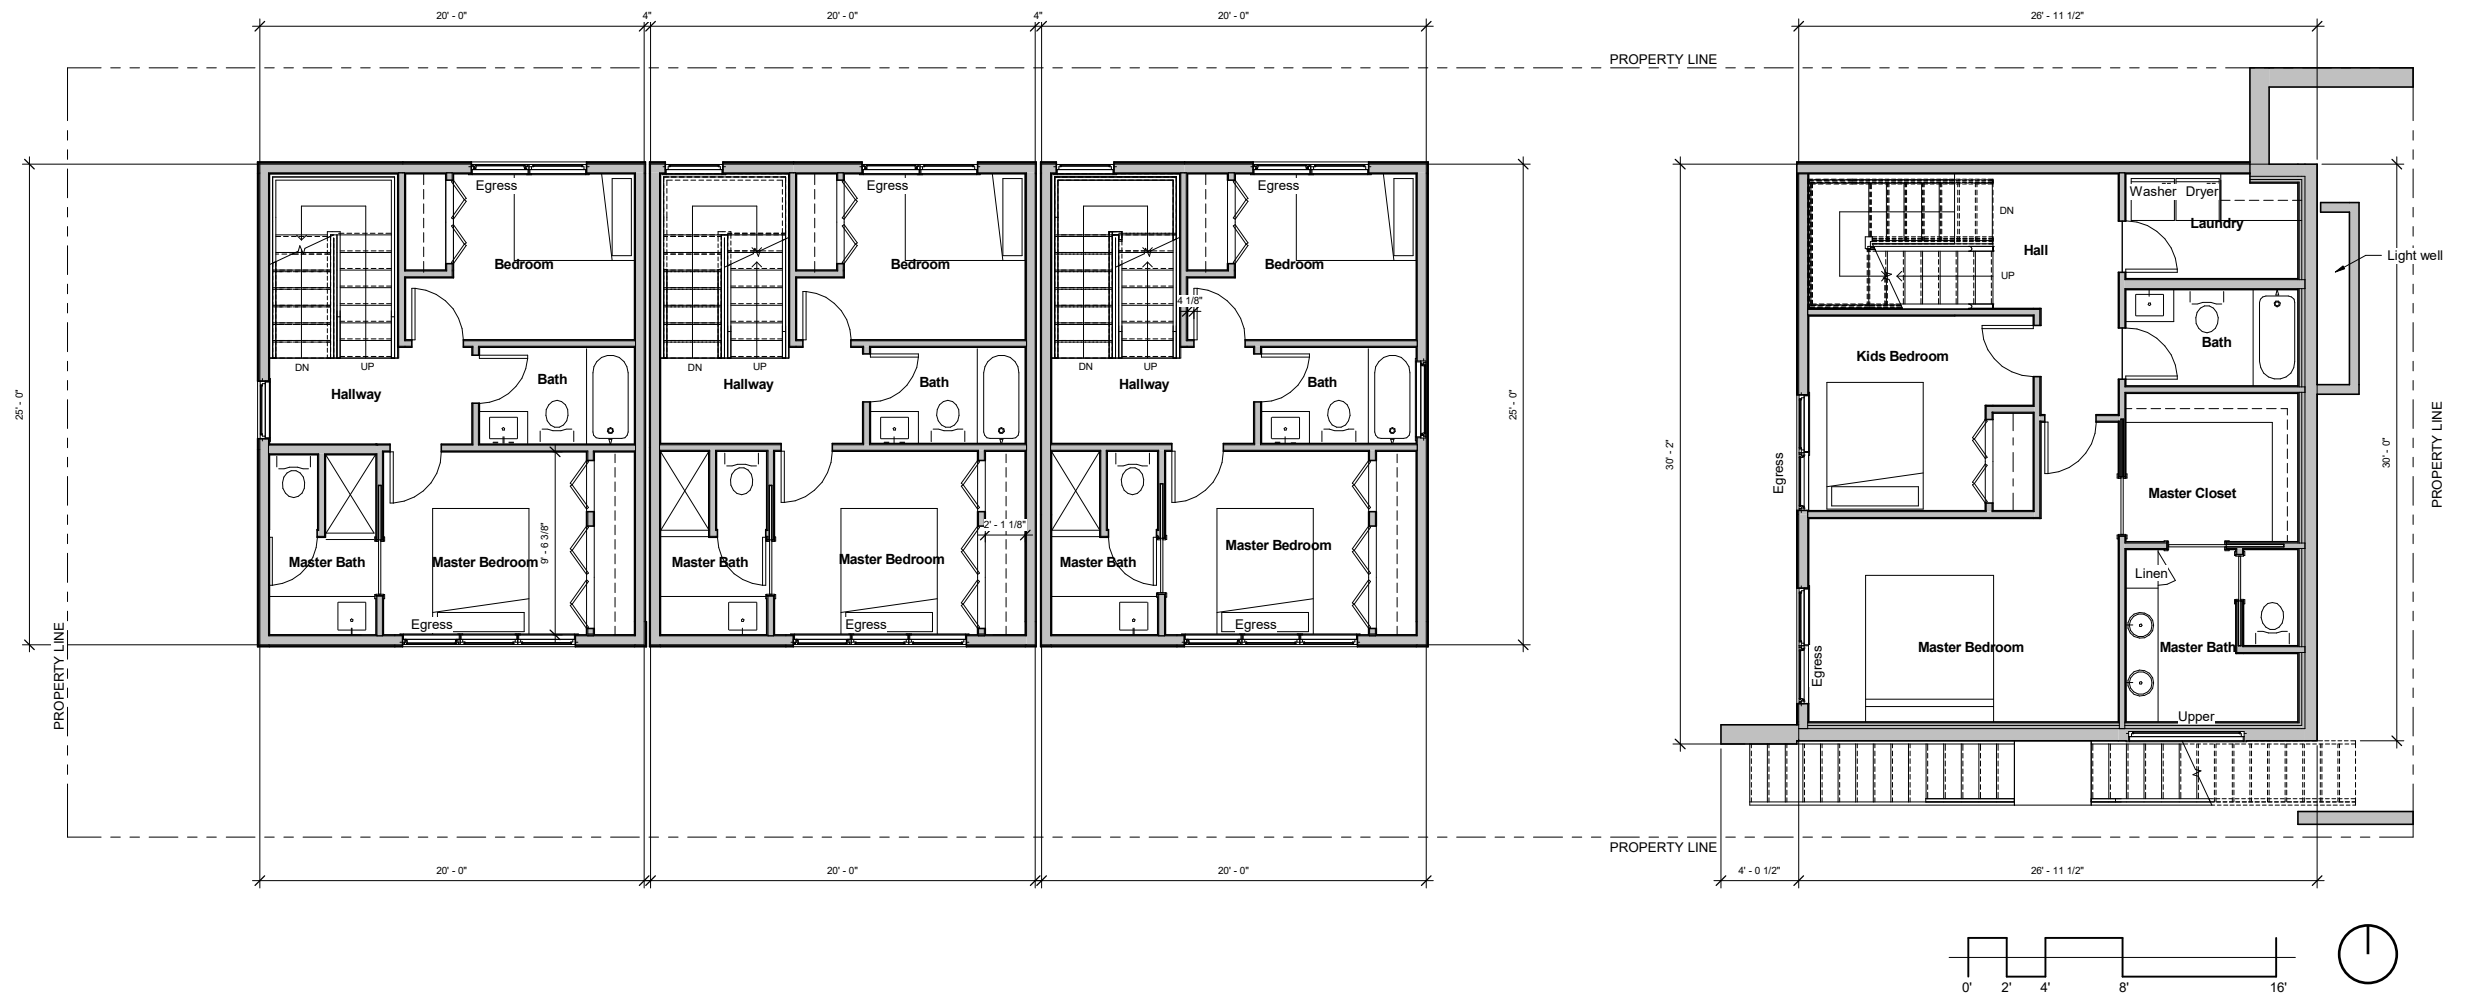 20' - 0"
4"
20' - 0"
4"
20' - 0"
26' - 11 1/2"
PROPERTY LINE
Egress
Egress
Egress
Washer Dryer
DN
Laundry
Hall
Light well
Bedroom
Bedroom
Bedroom
UP
4 1/8"
Kids Bedroom
Bath
DN UP
DN UP
DN UP
Hallway
Bath
Hallway
Bath
Hallway
Bath
25' - 0"
25' - 0"
30' - 2"
30' - 0"
PROPERTY LINE
Egress
Master Closet
9' - 6 3/8"
2' - 1 1/8"
Master Bath
Master Bedroom
Master Bath
Master Bedroom
Master Bath
Master Bedroom
Linen
Egress
Egress
Egress
PROPERTY LINE
Egress
Master Bedroom
Master Bath
Upper
PROPERTY LINE
20' - 0"
20' - 0"
20' - 0"
4' - 0 1/2"
26' - 11 1/2"
0' 2' 4' 8' 16'